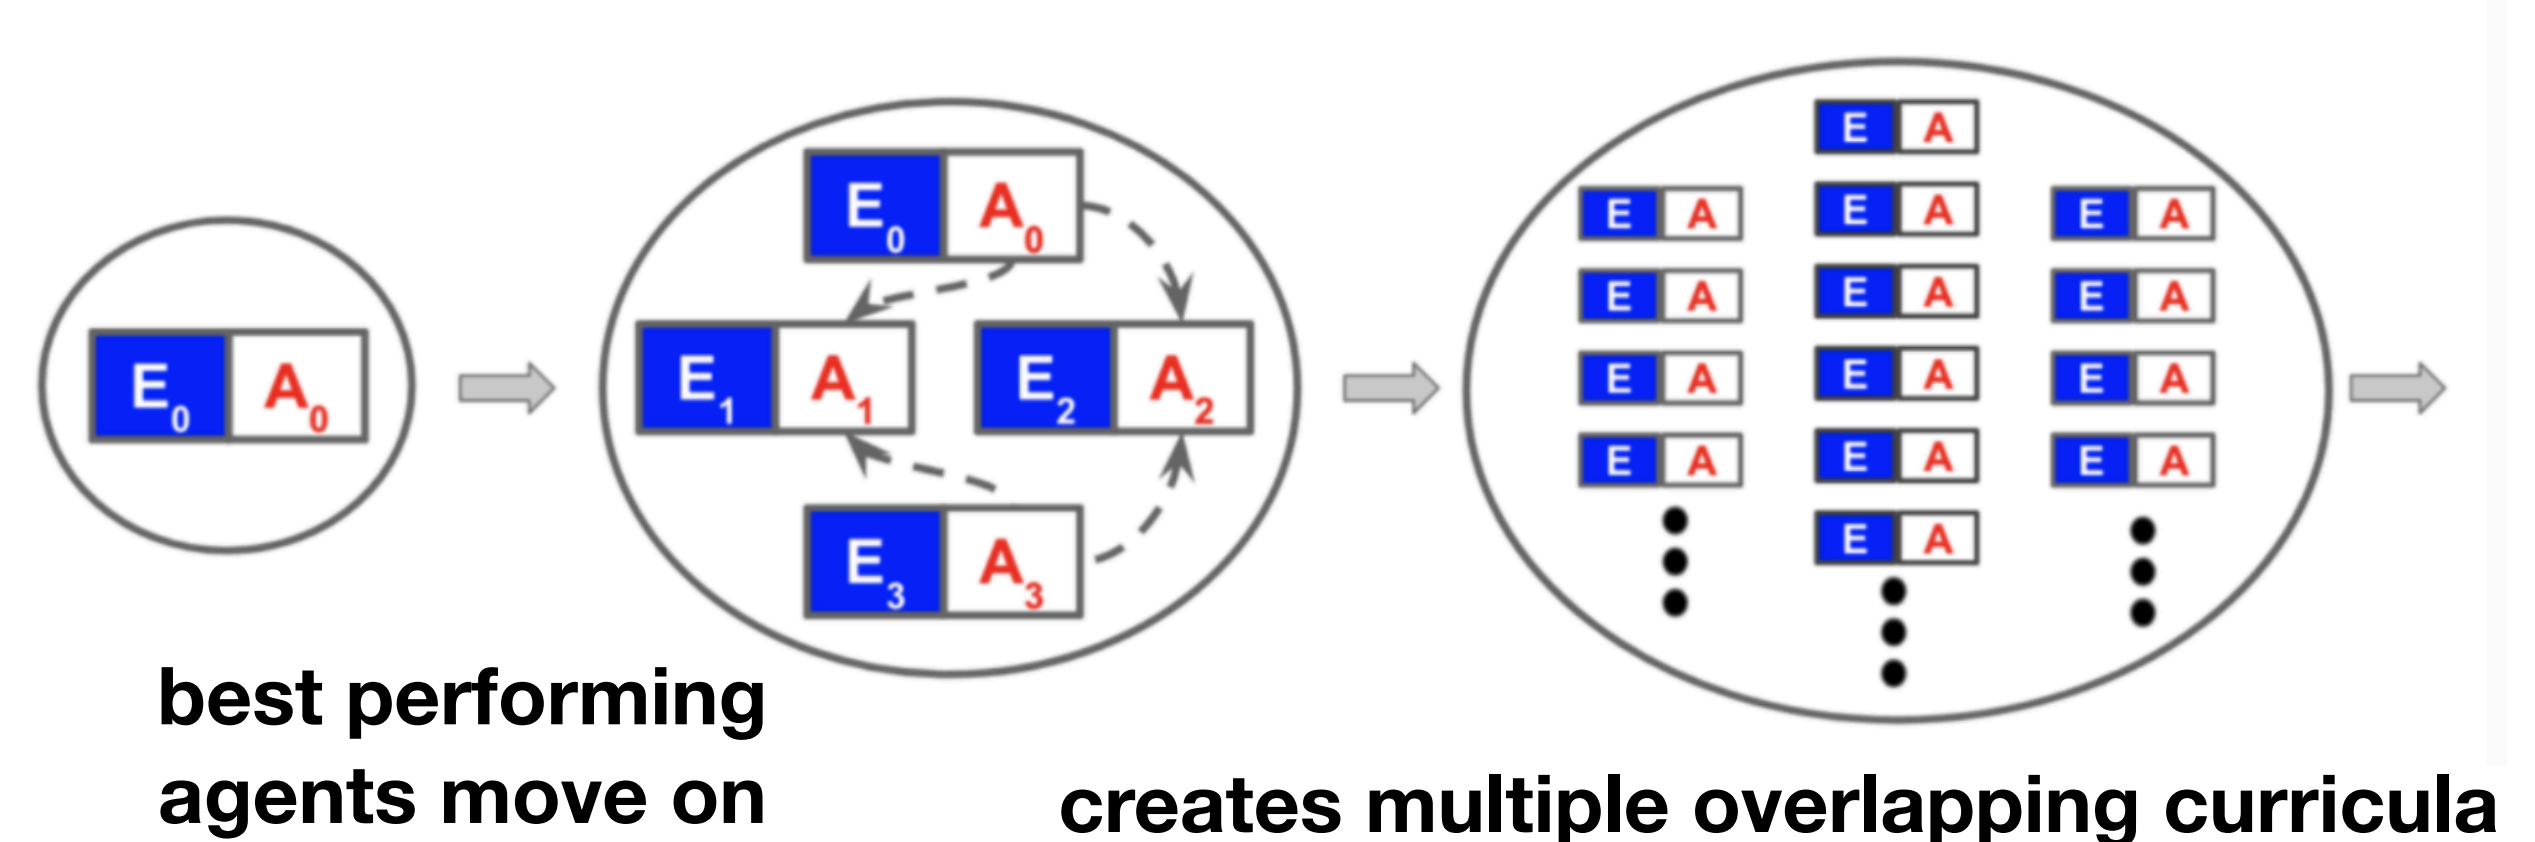 E0 A0
E0 A0
E1 A1 E2 A2
E3 A3
E A
E A
E A
E A
E A
E A
E A
E A
E A
E A
E A
E A
E A
E A
best performing
agents move on
creates multiple overlapping curricula